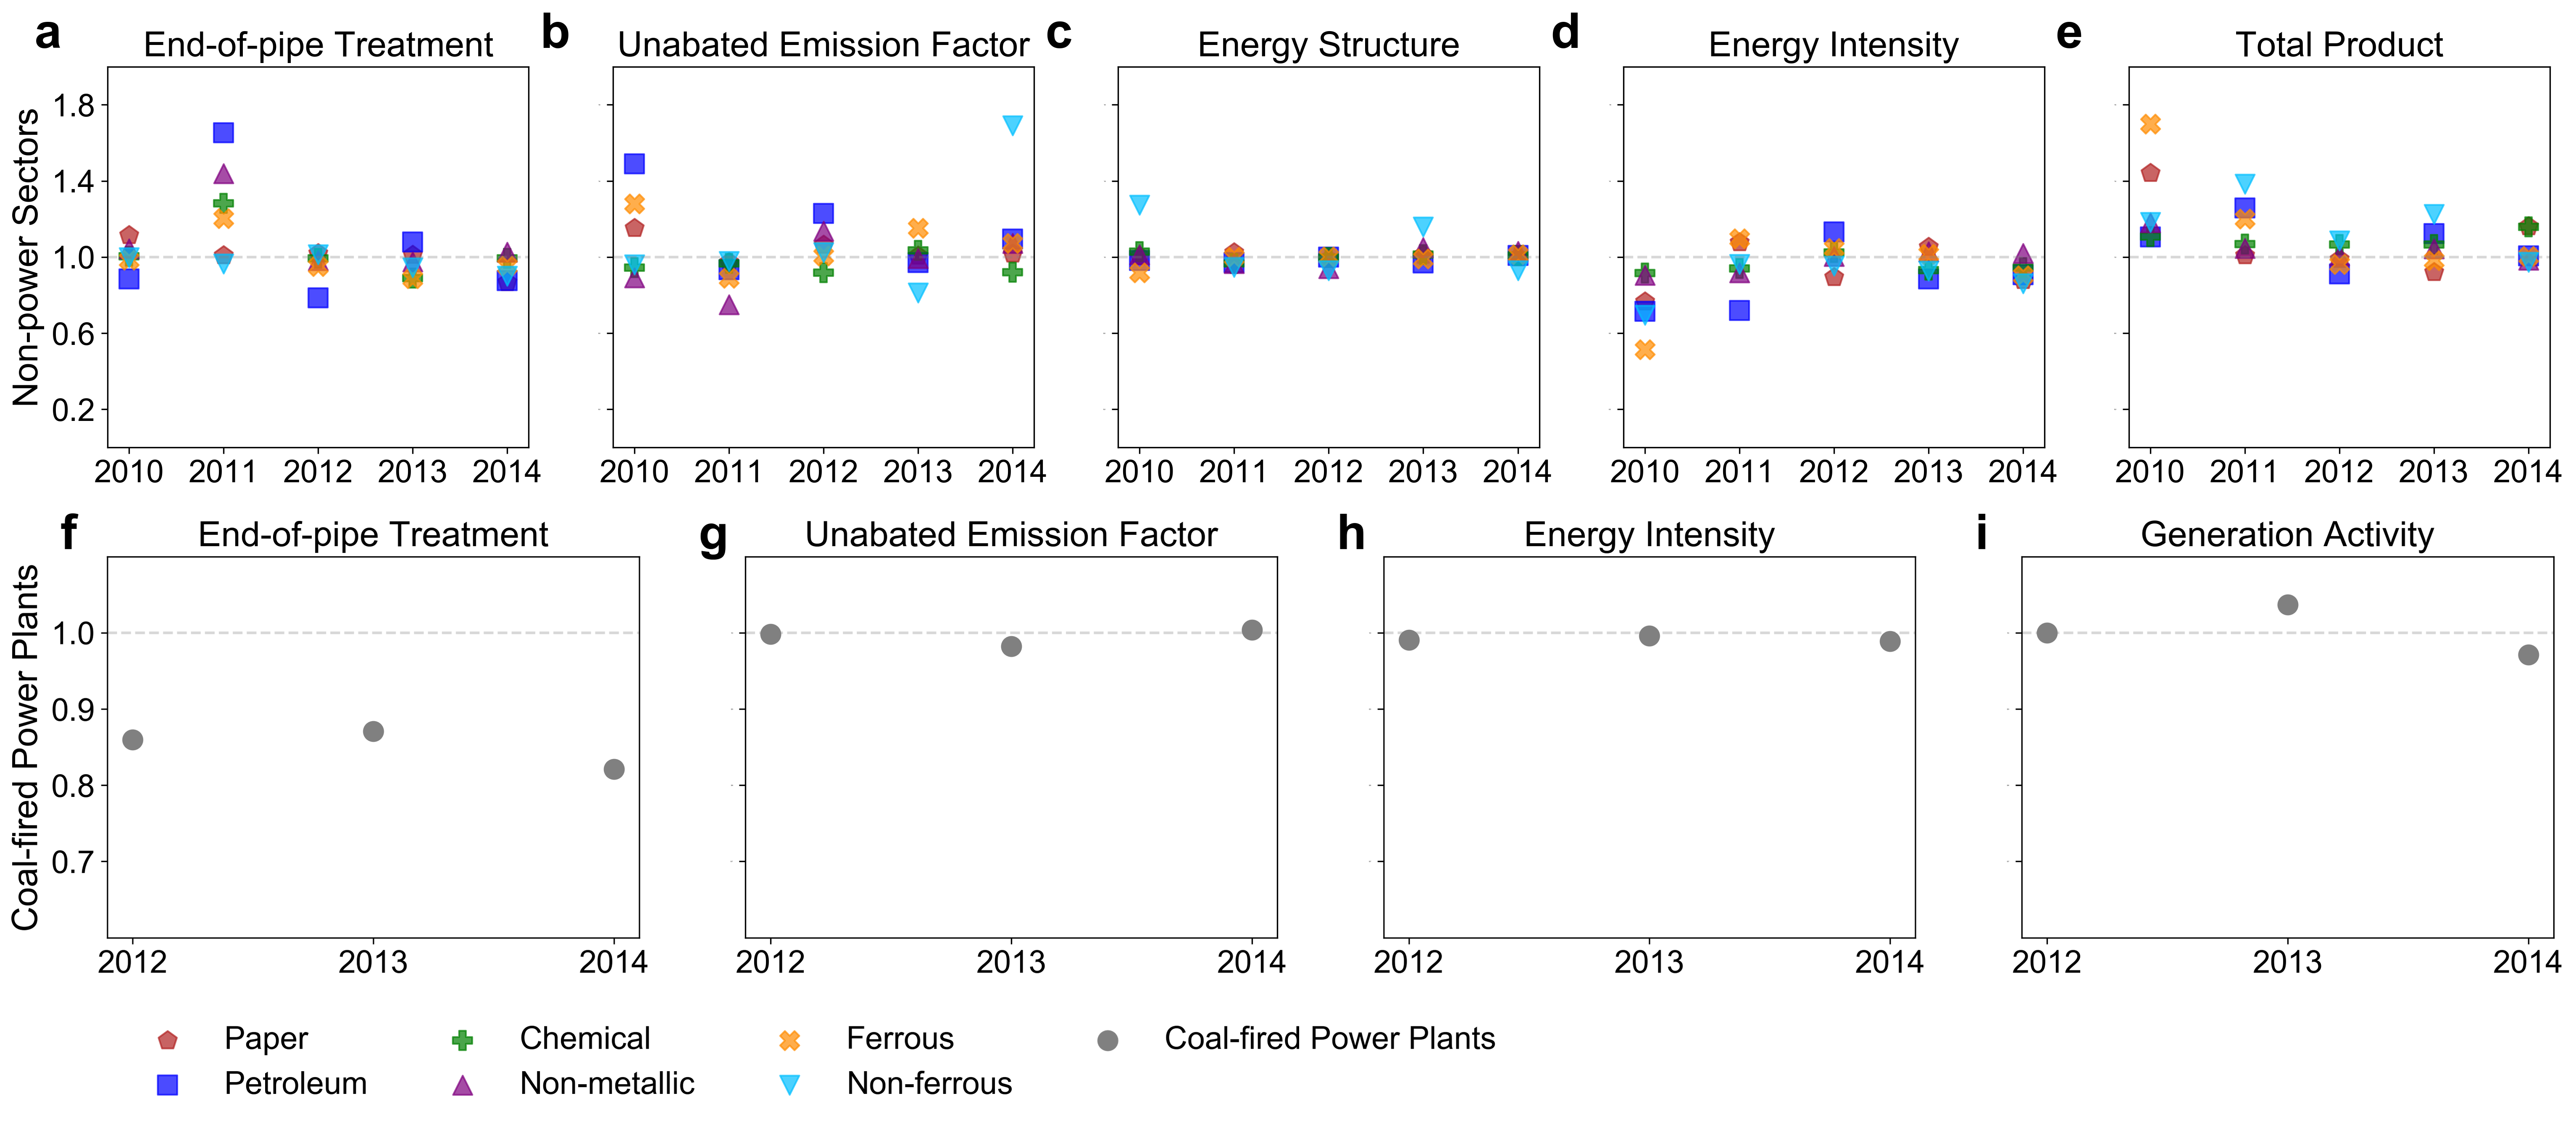 a End-of-pipe Treatment
b Unabated Emission Factor
c Energy Structure
d Energy Intensity
e Total Product
Non-power Sectors
1.8
1.4
1.0
0.6
0.2
2010 2011 2012 2013 2014
2010 2011 2012 2013 2014
2010 2011 2012 2013 2014
2010 2011 2012 2013 2014
2010 2011 2012 2013 2014
f End-of-pipe Treatment
g Unabated Emission Factor
h Energy Intensity
i Generation Activity
Coal-fired Power Plants
1.0
0.9
0.8
0.7
2012 2013 2014
2012 2013 2014
2012 2013 2014
2012 2013 2014
Paper Chemical Ferrous Coal-fired Power Plants
Petroleum Non-metallic Non-ferrous